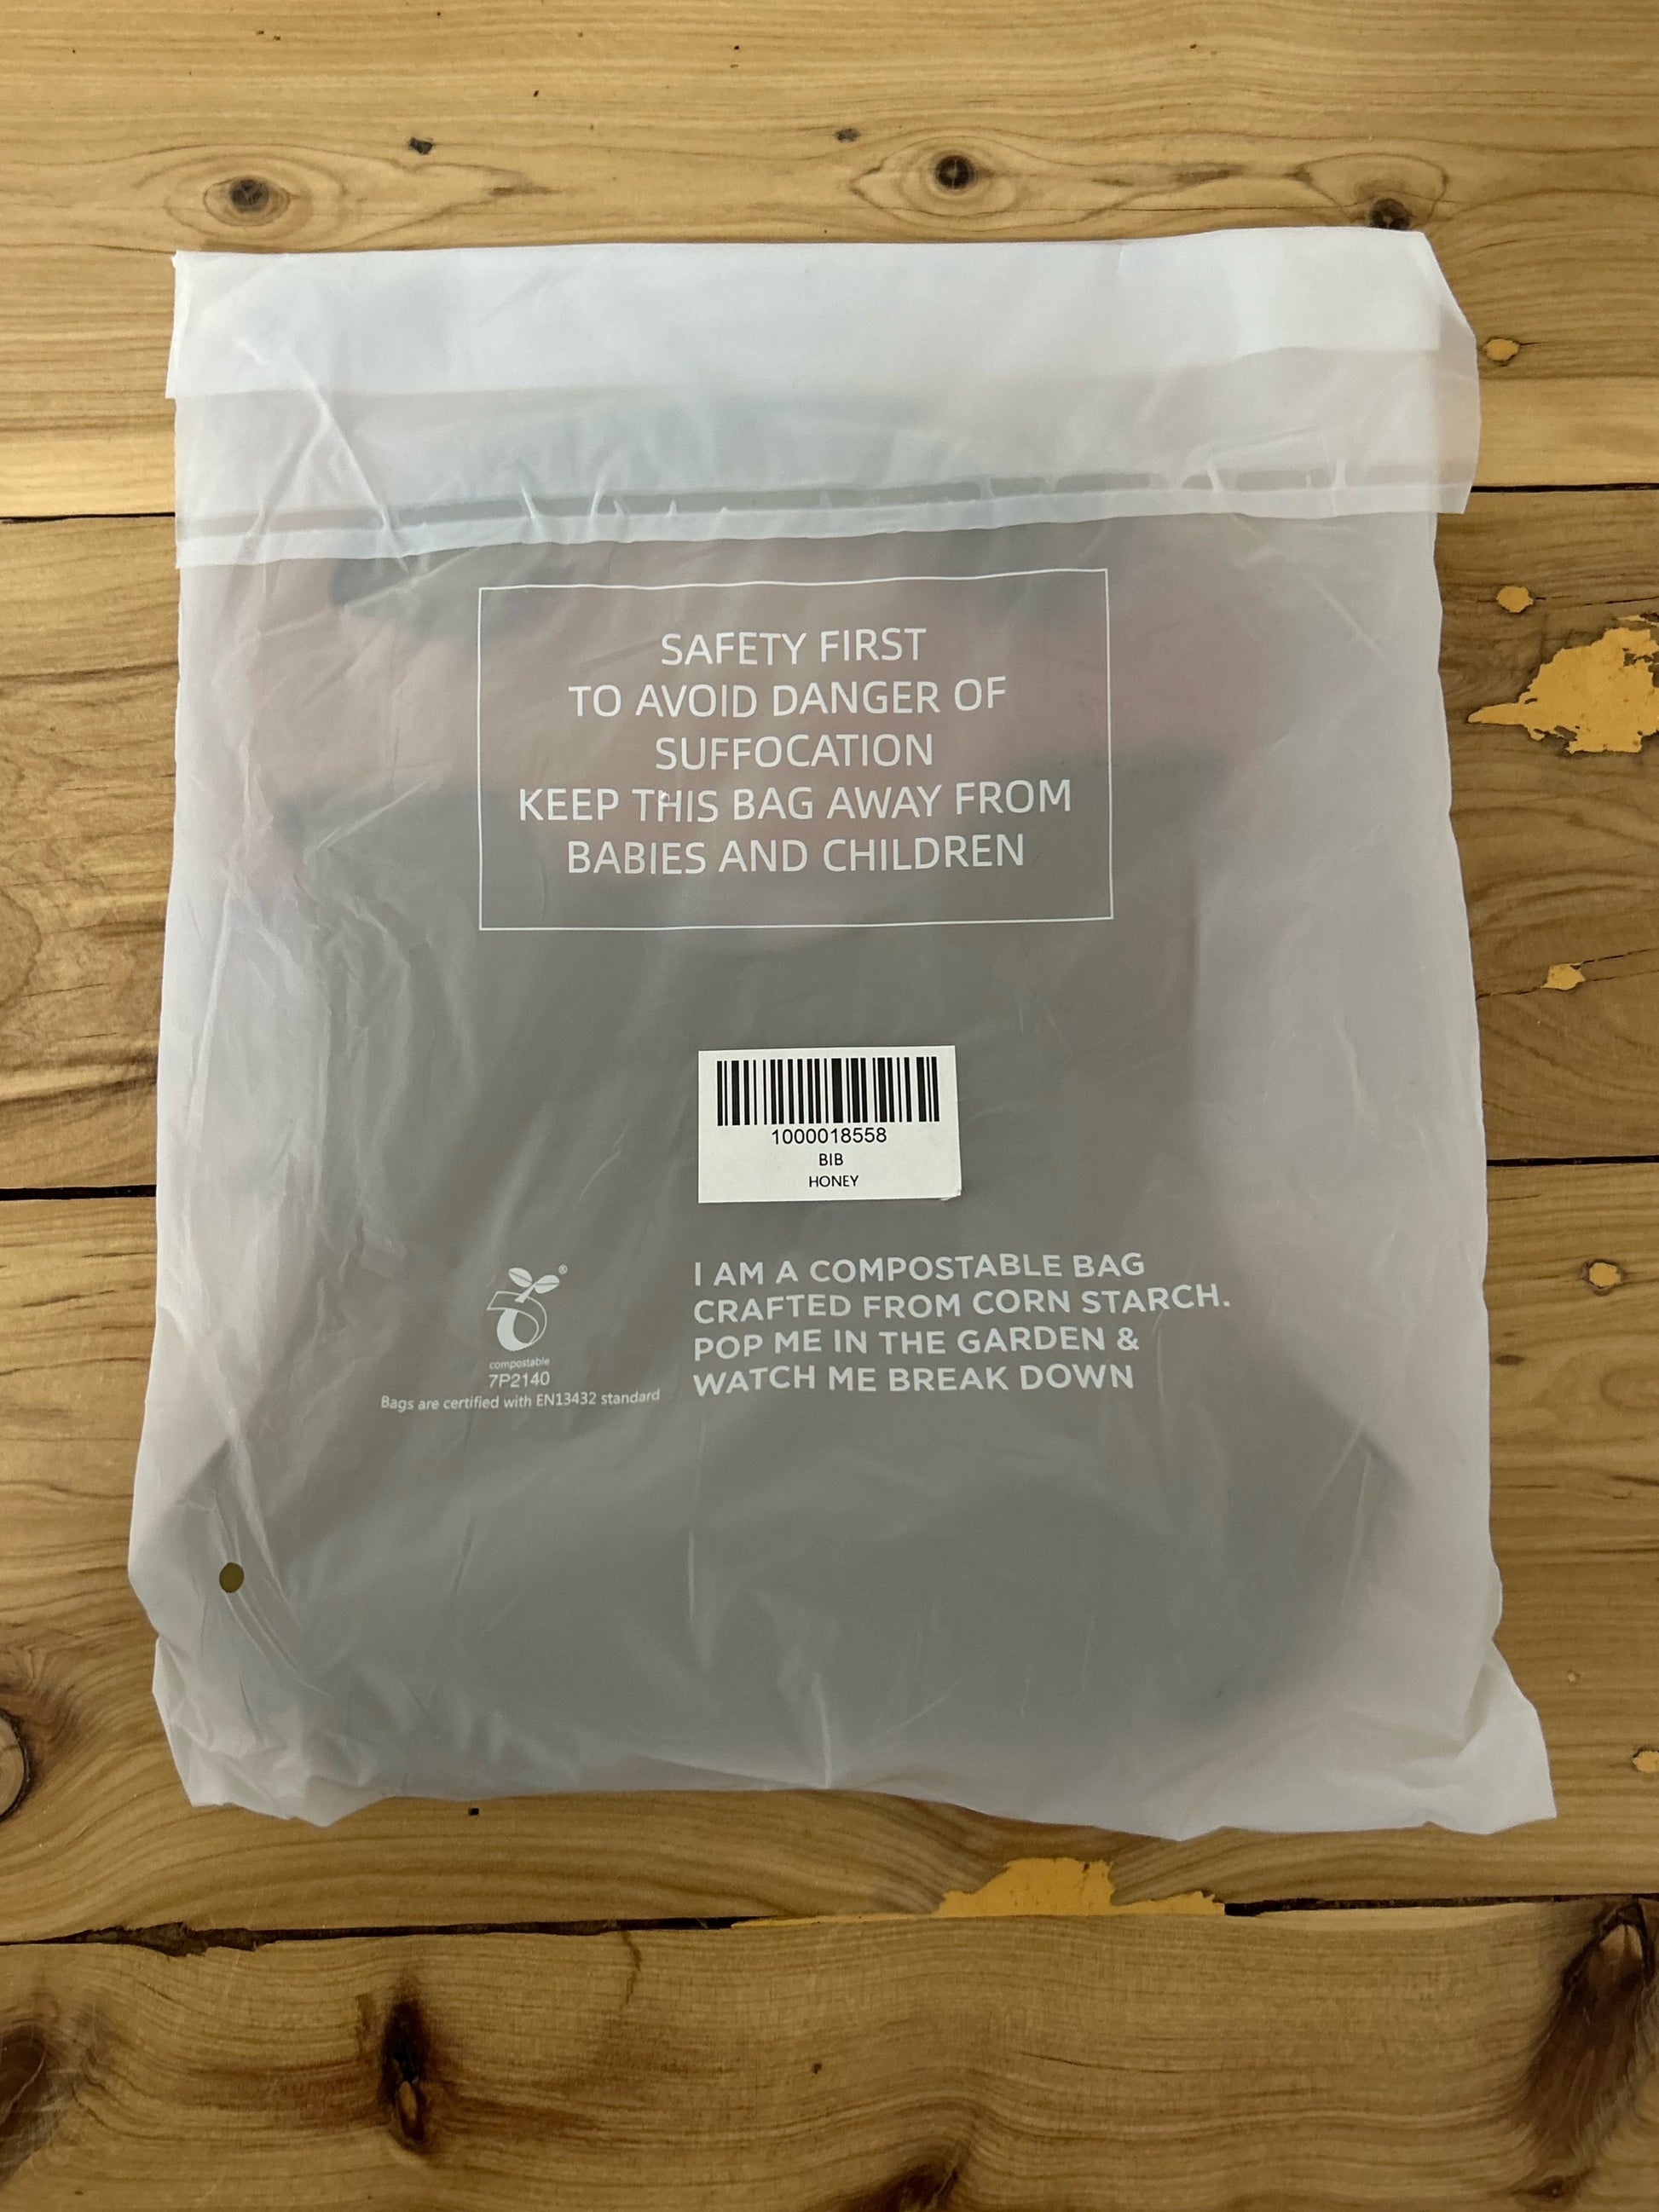 SAFETY FIRST
TO AVOID DANGER OF
SUFFOCATION
KEEP THIS BAG AWAY FROM
BABIES AND CHILDREN
1000018558
BIB
HONEY
®
compostable
7P2140
Bags are certified with EN13432 standard
I AM A COMPOSTABLE BAG
CRAFTED FROM CORN STARCH.
POP ME IN THE GARDEN &
WATCH ME BREAK DOWN